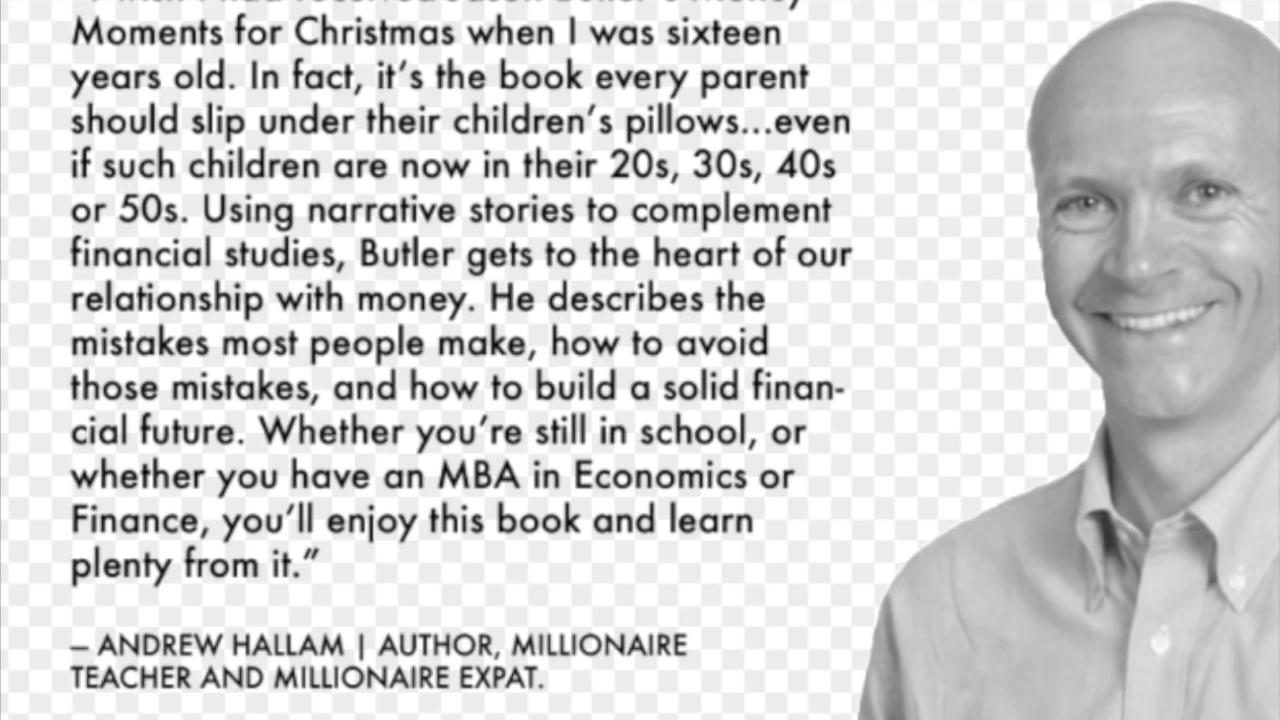 Moments for Christmas when I was sixteen
years old. In fact, it’s the book every parent
should slip under their children’s pillows...even
if such children are now in their 20s, 30s, 40s
or 50s. Using narrative stories to complement
financial studies, Butler gets to the heart of our
relationship with money. He describes the
mistakes most people make, how to avoid
those mistakes, and how to build a solid finan-
cial future. Whether you’re still in school, or
whether you have an MBA in Economics or
Finance, you’ll enjoy this book and learn
plenty from it.”
– ANDREW HALLAM | AUTHOR, MILLIONAIRE
TEACHER AND MILLIONAIRE EXPAT.